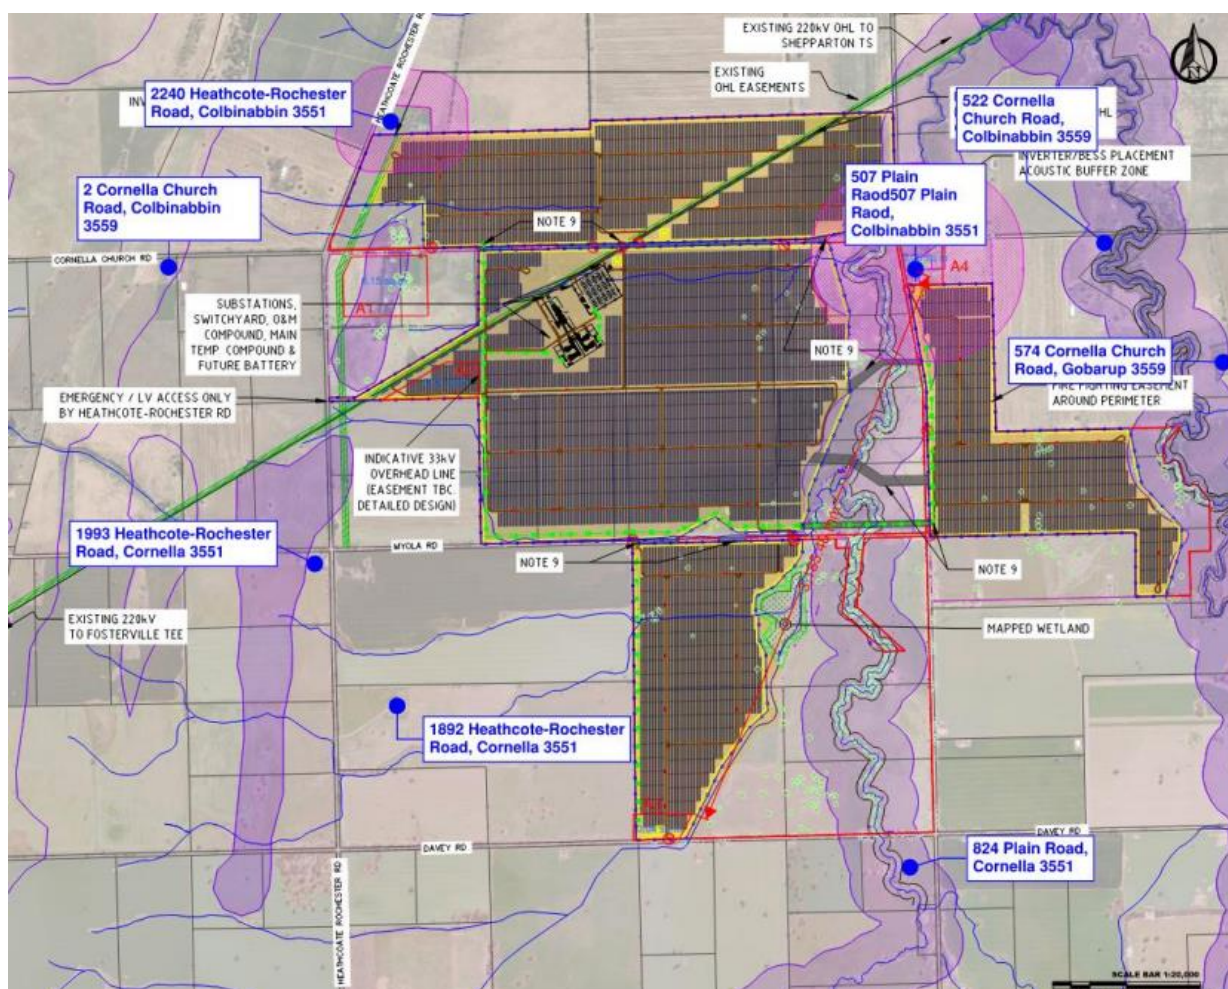 EXISTING 220kV OHL TO
SHEPPARTON TS
EXISTING
OHL EASEMENTS
HEATHCOATE ROCHESTER RD
2240 Heathcote-Rochester
Road, Colbinabbin 3551
INV
522 Cornella
Church Road,
Colbinabbin 3559
HL
INVERTER/BESS PLACEMENT
ACOUSTIC BUFFER ZONE
507 Plain
Raod507 Plain
Raod,
Colbinabbin 3551
2 Cornella Church
Road, Colbinabbin
3559
NOTE 9
CORNELLA CHURCH RD
A4
A1
SUBSTATIONS,
SWITCHYARD, O&M
COMPOUND, MAIN
TEMP. COMPOUND &
FUTURE BATTERY
NOTE 9
574 Cornella Church
Road, Gobarup 3559
FIRE FIGHTING EASEMENT
AROUND PERIMETER
EMERGENCY / LV ACCESS ONLY
BY HEATHCOTE-ROCHESTER RD
INDICATIVE 33kV
OVERHEAD LINE
(EASEMENT TBC.
DETAILED DESIGN)
1993 Heathcote-Rochester
Road, Cornella 3551
WYOLA RD
NOTE 9
NOTE 9
EXISTING 220kV
TO FOSTERVILLE TEE
MAPPED WETLAND
1892 Heathcote-Rochester
Road, Cornella 3551
DAVEY RD
DAVEY RD
824 Plain Road,
Cornella 3551
HEATHCOATE ROCHESTER RD
SCALE BAR 1:20,000